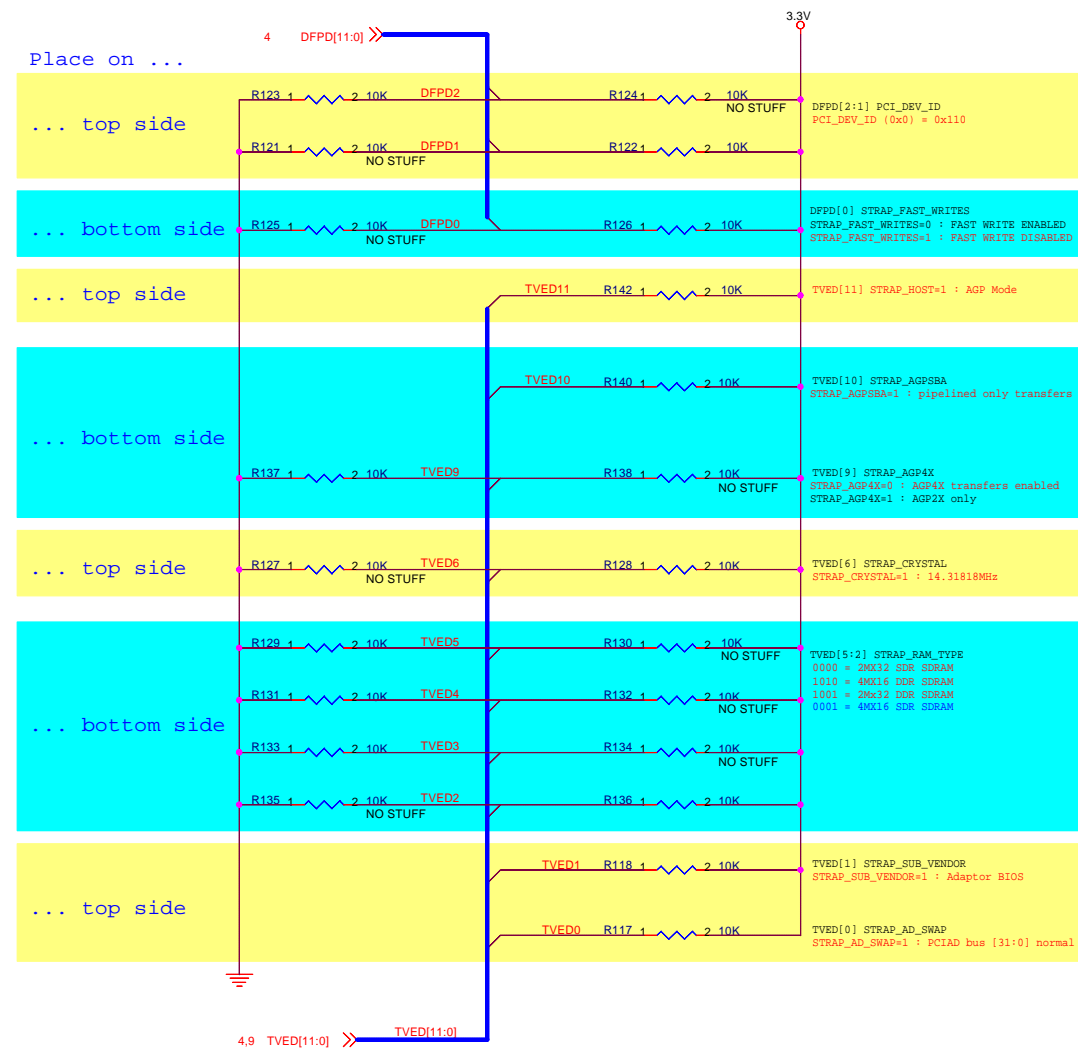 3.3V
4 DFPD[11:0]
Place on ...
R123 1 2 10K DFPD2 R124 1 2 10K
NO STUFF
DFPD[2:1] PCI_DEV_ID
PCI_DEV_ID (0x0) = 0x110
... top side
R121 1 2 10K DFPD1 R122 1 2 10K
NO STUFF
DFPD[0] STRAP_FAST_WRITES
... bottom side R125 1 2 10K DFPD0 R126 1 2 10K STRAP_FAST_WRITES=0 : FAST WRITE ENABLED
NO STUFF STRAP_FAST_WRITES=1 : FAST WRITE DISABLED
... top side TVED11 R142 1 2 10K TVED[11] STRAP_HOST=1 : AGP Mode
TVED10 R140 1 2 10K TVED[10] STRAP_AGPSBA
STRAP_AGPSBA=1 : pipelined only transfers
... bottom side
R137 1 2 10K TVED9 R138 1 2 10K TVED[9] STRAP_AGP4X
NO STUFF STRAP_AGP4X=0 : AGP4X transfers enabled
STRAP_AGP4X=1 : AGP2X only
... top side R127 1 2 10K TVED6 R128 1 2 10K TVED[6] STRAP_CRYSTAL
NO STUFF STRAP_CRYSTAL=1 : 14.31818MHz
R129 1 2 10K TVED5 R130 1 2 10K
NO STUFF TVED[5:2] STRAP_RAM_TYPE
0000 = 2MX32 SDR SDRAM
1010 = 4MX16 DDR SDRAM
R131 1 2 10K TVED4 R132 1 2 10K 1001 = 2Mx32 DDR SDRAM
NO STUFF 0001 = 4MX16 SDR SDRAM
... bottom side
R133 1 2 10K TVED3 R134 1 2 10K
NO STUFF
R135 1 2 10K TVED2 R136 1 2 10K
NO STUFF
TVED1 R118 1 2 10K TVED[1] STRAP_SUB_VENDOR
STRAP_SUB_VENDOR=1 : Adaptor BIOS
... top side
TVED0 R117 1 2 10K TVED[0] STRAP_AD_SWAP
STRAP_AD_SWAP=1 : PCIAD bus [31:0] normal
4,9 TVED[11:0] TVED[11:0]